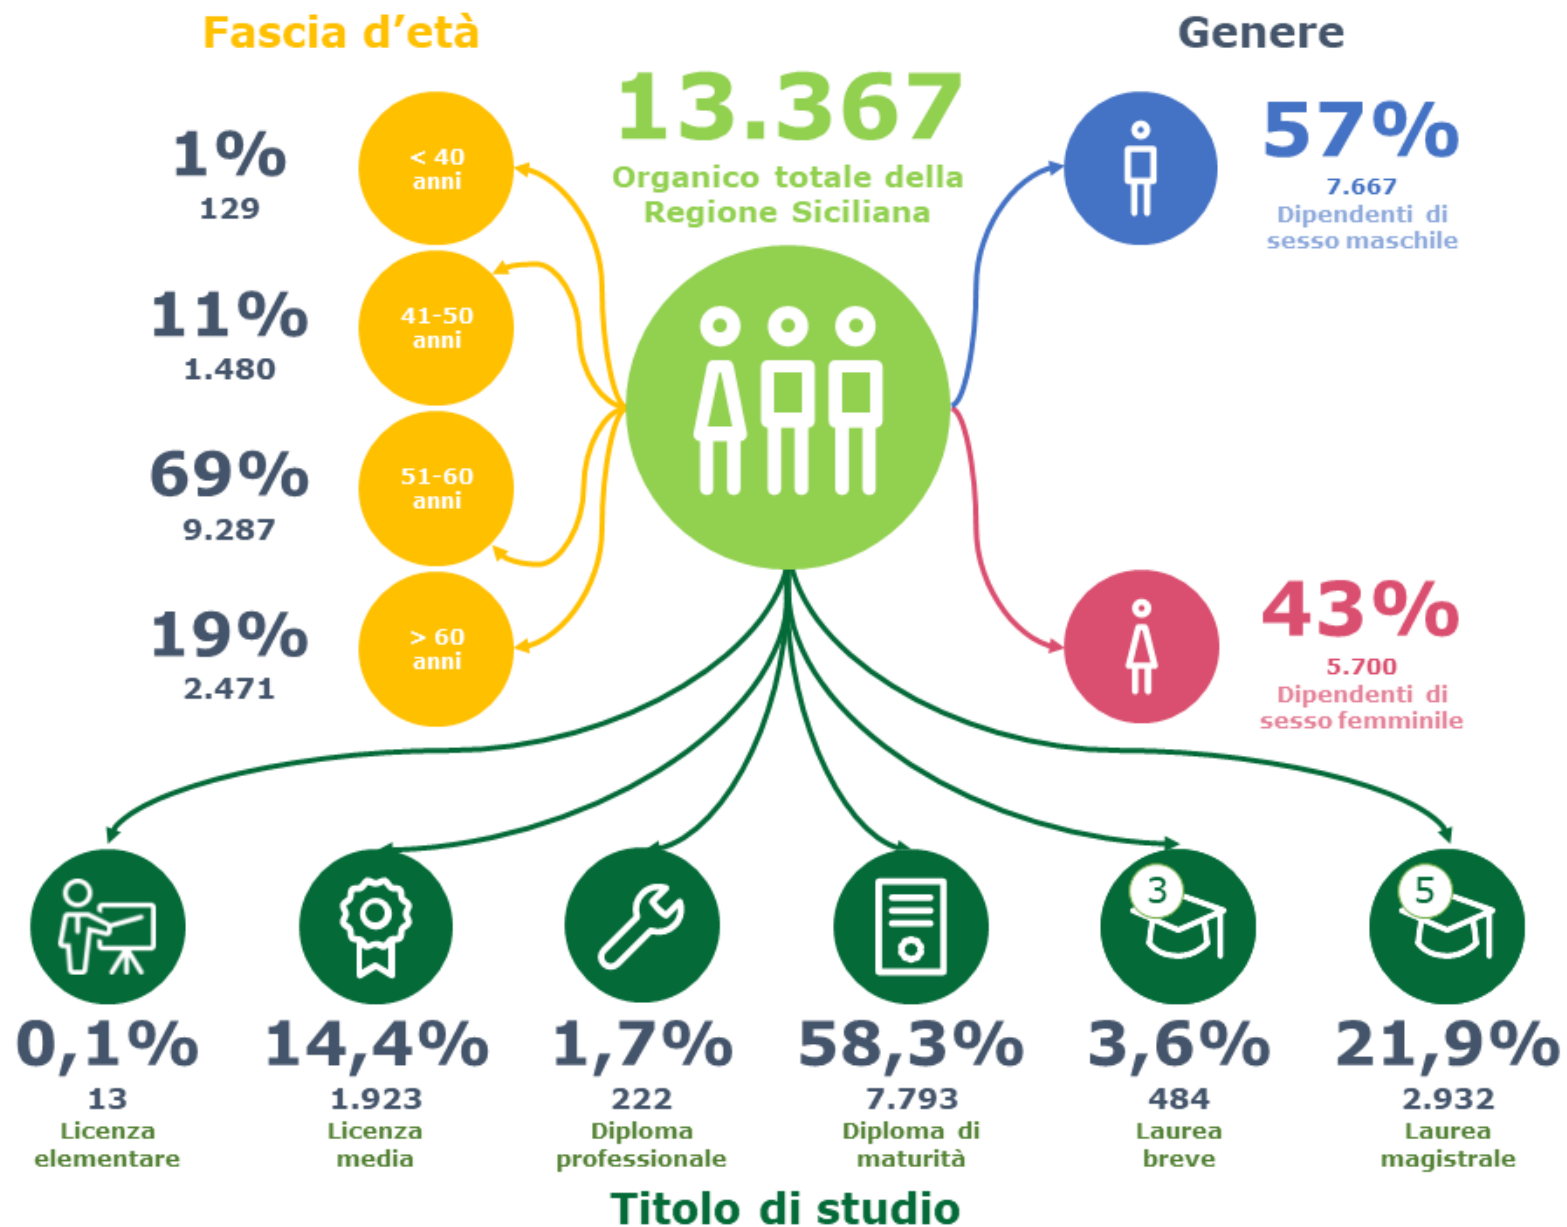 Fascia d'età
Genere
13.367
Organico totale della
Regione Siciliana
1%
129
< 40
anni
11%
1.480
41-50
anni
69%
9.287
51-60
anni
19%
2.471
> 60
anni
57%
7.667
Dipendenti di
sesso maschile
43%
5.700
Dipendenti di
sesso femminile
0,1%
13
Licenza
elementare
14,4%
1.923
Licenza
media
1,7%
222
Diploma
professionale
58,3%
7.793
Diploma di
maturità
3
3,6%
484
Laurea
breve
5
21,9%
2.932
Laurea
magistrale
Titolo di studio